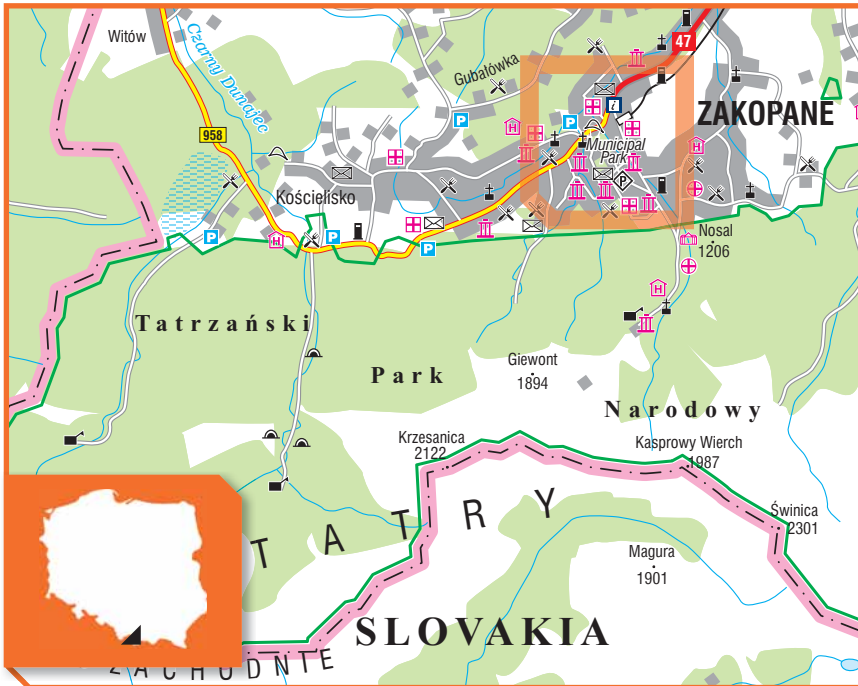 Witów
Czarny Dunajec
Gubałówka
47
ZAKOPANE
958
i
P
H
Municipal
Park
P
H
Kościelisko
P
P
P
H
Nosal
1206
H
Tatrzański
Giewont
1894
Park
Narodowy
Krzesanica
2122
Kasprowy Wierch
1987
TATRY
Świnica
2301
Magura
1901
SLOVAKIA
ZACHODNIE